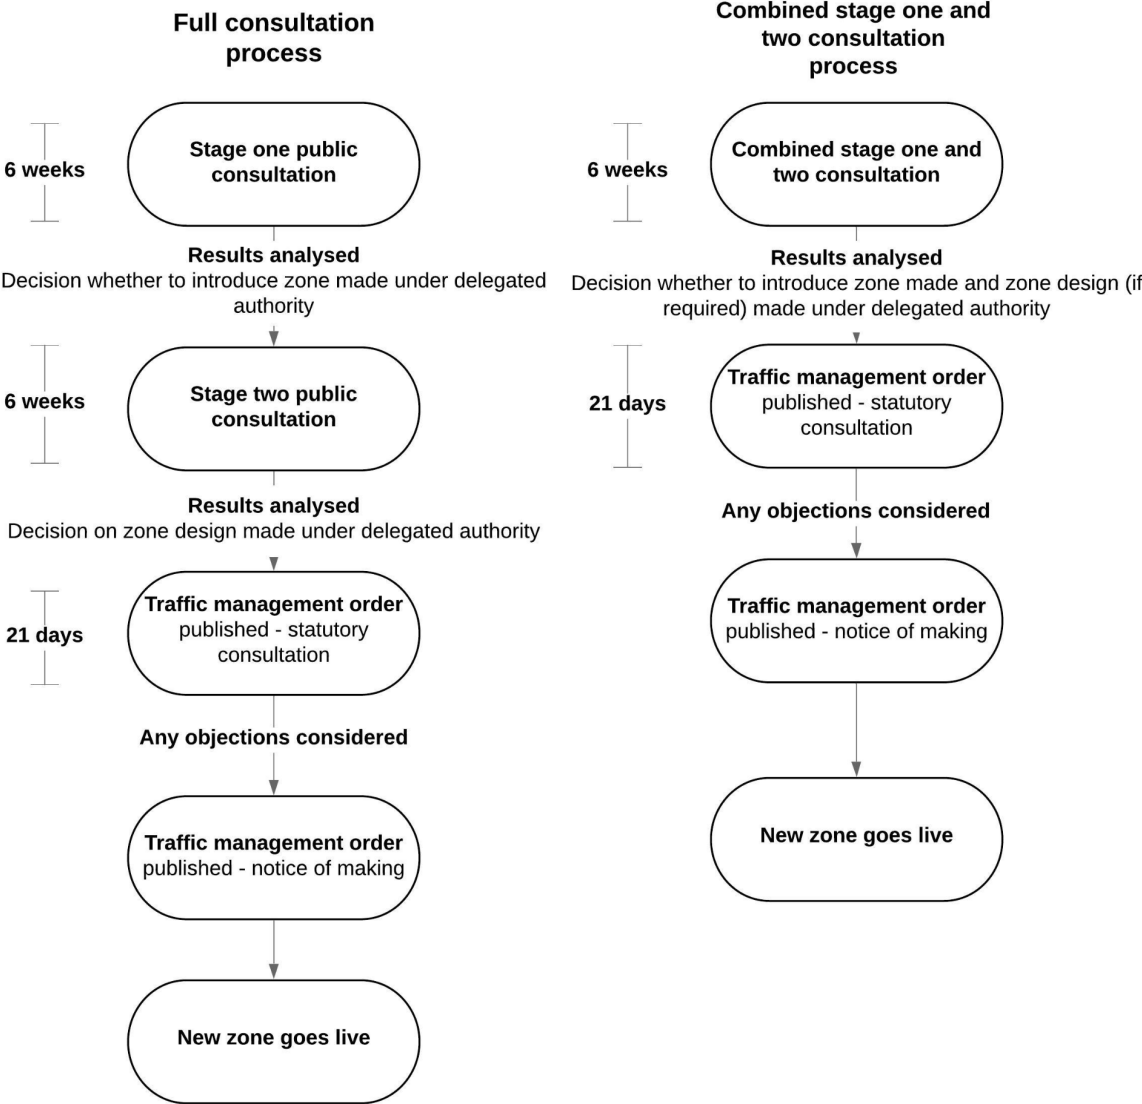 Full consultation
process
6 weeks
Stage one public
consultation
Results analysed
Decision whether to introduce zone made under delegated
authority
6 weeks
Stage two public
consultation
Results analysed
Decision on zone design made under delegated authority
21 days
Traffic management order
published - statutory
consultation
Any objections considered
Traffic management order
published - notice of making
New zone goes live
Combined stage one and
two consultation
process
6 weeks
Combined stage one and
two consultation
Results analysed
Decision whether to introduce zone made and zone design (if
required) made under delegated authority
21 days
Traffic management order
published - statutory
consultation
Any objections considered
Traffic management order
published - notice of making
New zone goes live